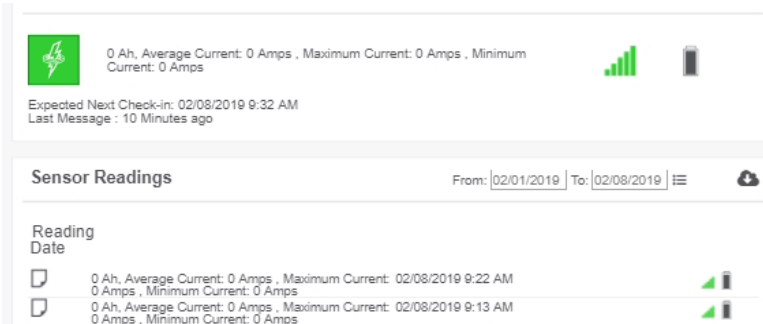 0 Ah, Average Current: 0 Amps , Maximum Current: 0 Amps , Minimum
Current: 0 Amps
Expected Next Check-in: 02/08/2019 9:32 AM
Last Message : 10 Minutes ago
Sensor Readings From: 02/01/2019 To: 02/08/2019
Reading
Date
0 Ah, Average Current: 0 Amps , Maximum Current: 02/08/2019 9:22 AM
0 Amps , Minimum Current: 0 Amps
0 Ah, Average Current: 0 Amps , Maximum Current: 02/08/2019 9:13 AM
0 Amps , Minimum Current: 0 Amps